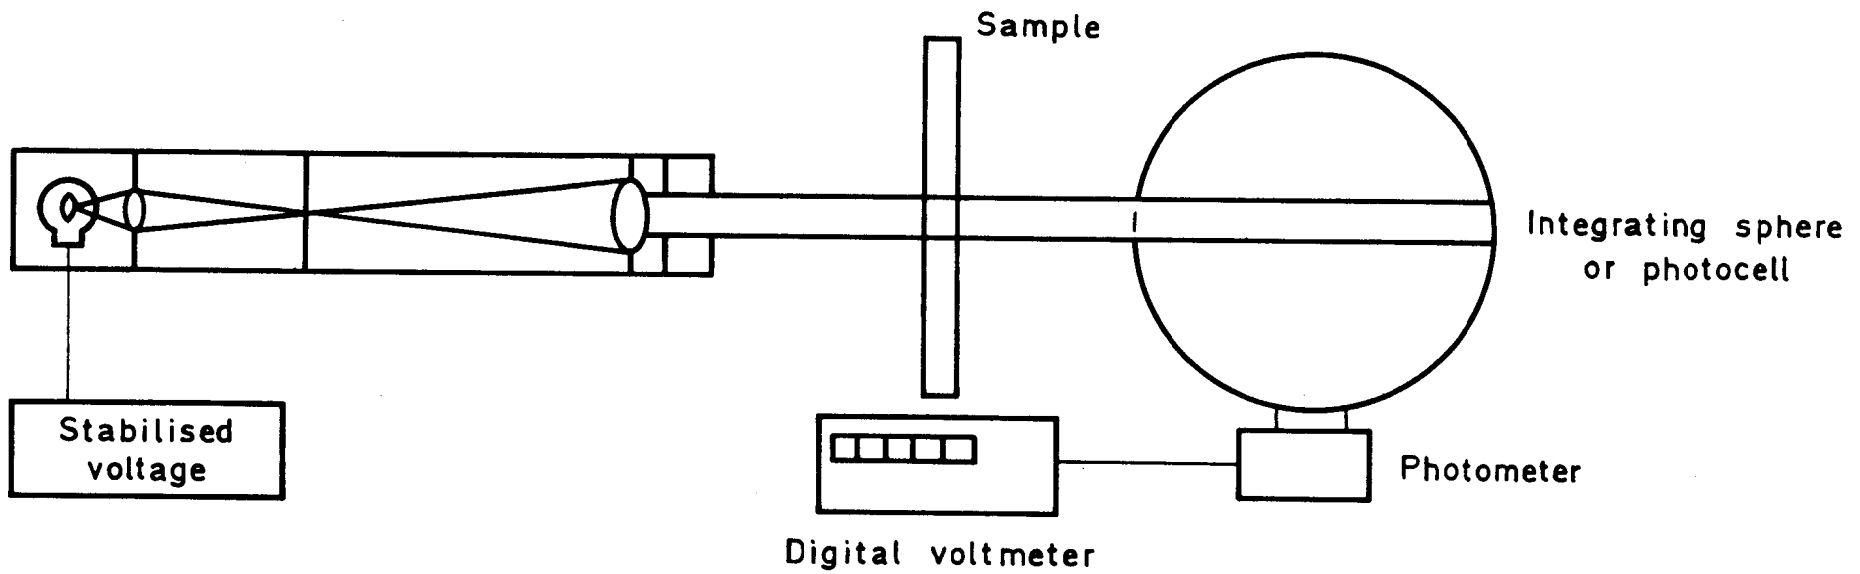 Sample
Integrating sphere
or photocell
Stabilised
voltage
Photometer
Digital voltmeter